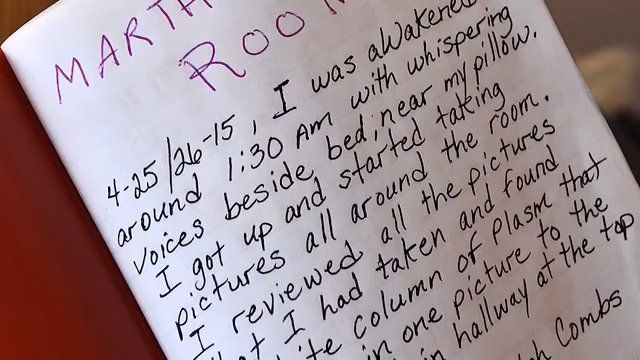 MARTH
ROOM
4-25/26-15, I was awakened
around 1:30 AM with whispering
voices beside bed, near my pillow.
I got up and started taking
pictures all around the room.
I reviewed all the pictures
that I had taken and found
column of plasm that
in one picture to the
in hallway at the top
Combs